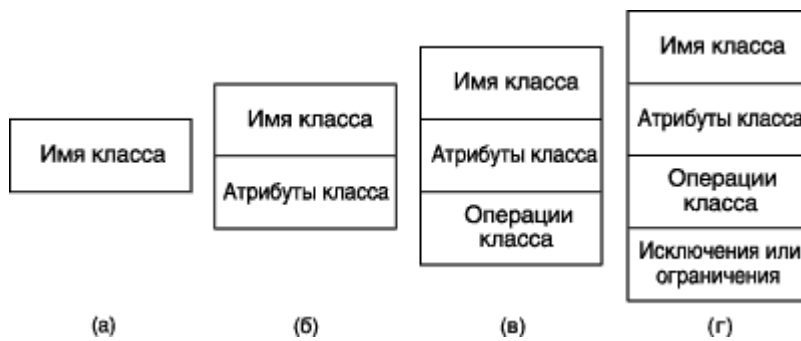 Имя класса
(а)
Имя класса
Атрибуты класса
(б)
Имя класса
Атрибуты класса
Операции
класса
(в)
Имя класса
Атрибуты класса
Операции
класса
Исключения или
ограничения
(г)